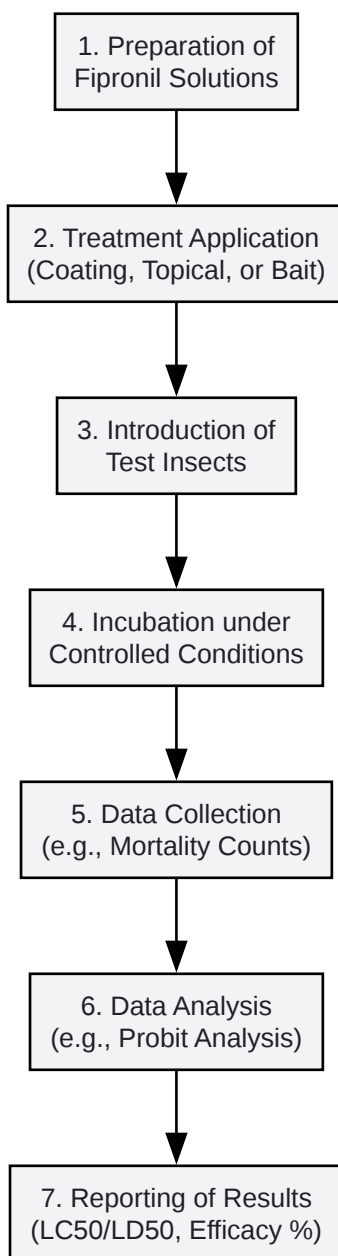 1. Preparation of
Fipronil Solutions
2. Treatment Application
(Coating, Topical, or Bait)
3. Introduction of
Test Insects
4. Incubation under
Controlled Conditions
5. Data Collection
(e.g., Mortality Counts)
6. Data Analysis
(e.g., Probit Analysis)
7. Reporting of Results
(LC50/LD50, Efficacy %)